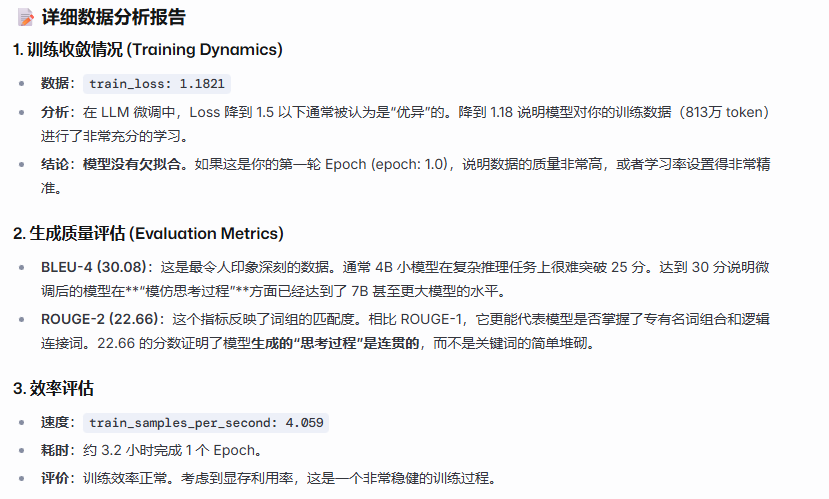 📝 详细数据分析报告
1. 训练收敛情况 (Training Dynamics)
• 数据：train_loss: 1.1821
• 分析：在 LLM 微调中，Loss 降到 1.5 以下通常被认为是“优异”的。降到 1.18 说明模型对你的训练数据（813万 token）
进行了非常充分的学习。
• 结论：模型没有欠拟合。如果这是你的第一轮 Epoch (epoch: 1.0)，说明数据的质量非常高，或者学习率设置得非常精
准。
2. 生成质量评估 (Evaluation Metrics)
• BLEU-4 (30.08)：这是最令人印象深刻的数据。通常 4B 小模型在复杂推理任务上很难突破 25 分。达到 30 分说明微
调后的模型在**“模仿思考过程”**方面已经达到了 7B 甚至更大模型的水平。
• ROUGE-2 (22.66)：这个指标反映了词组的匹配度。相比 ROUGE-1，它更能代表模型是否掌握了专有名词组合和逻辑
连接词。22.66 的分数证明了模型生成的“思考过程”是连贯的，而不是关键词的简单堆砌。
3. 效率评估
• 速度：train_samples_per_second: 4.059
• 耗时：约 3.2 小时完成 1 个 Epoch。
• 评价：训练效率正常。考虑到显存利用率，这是一个非常稳健的训练过程。